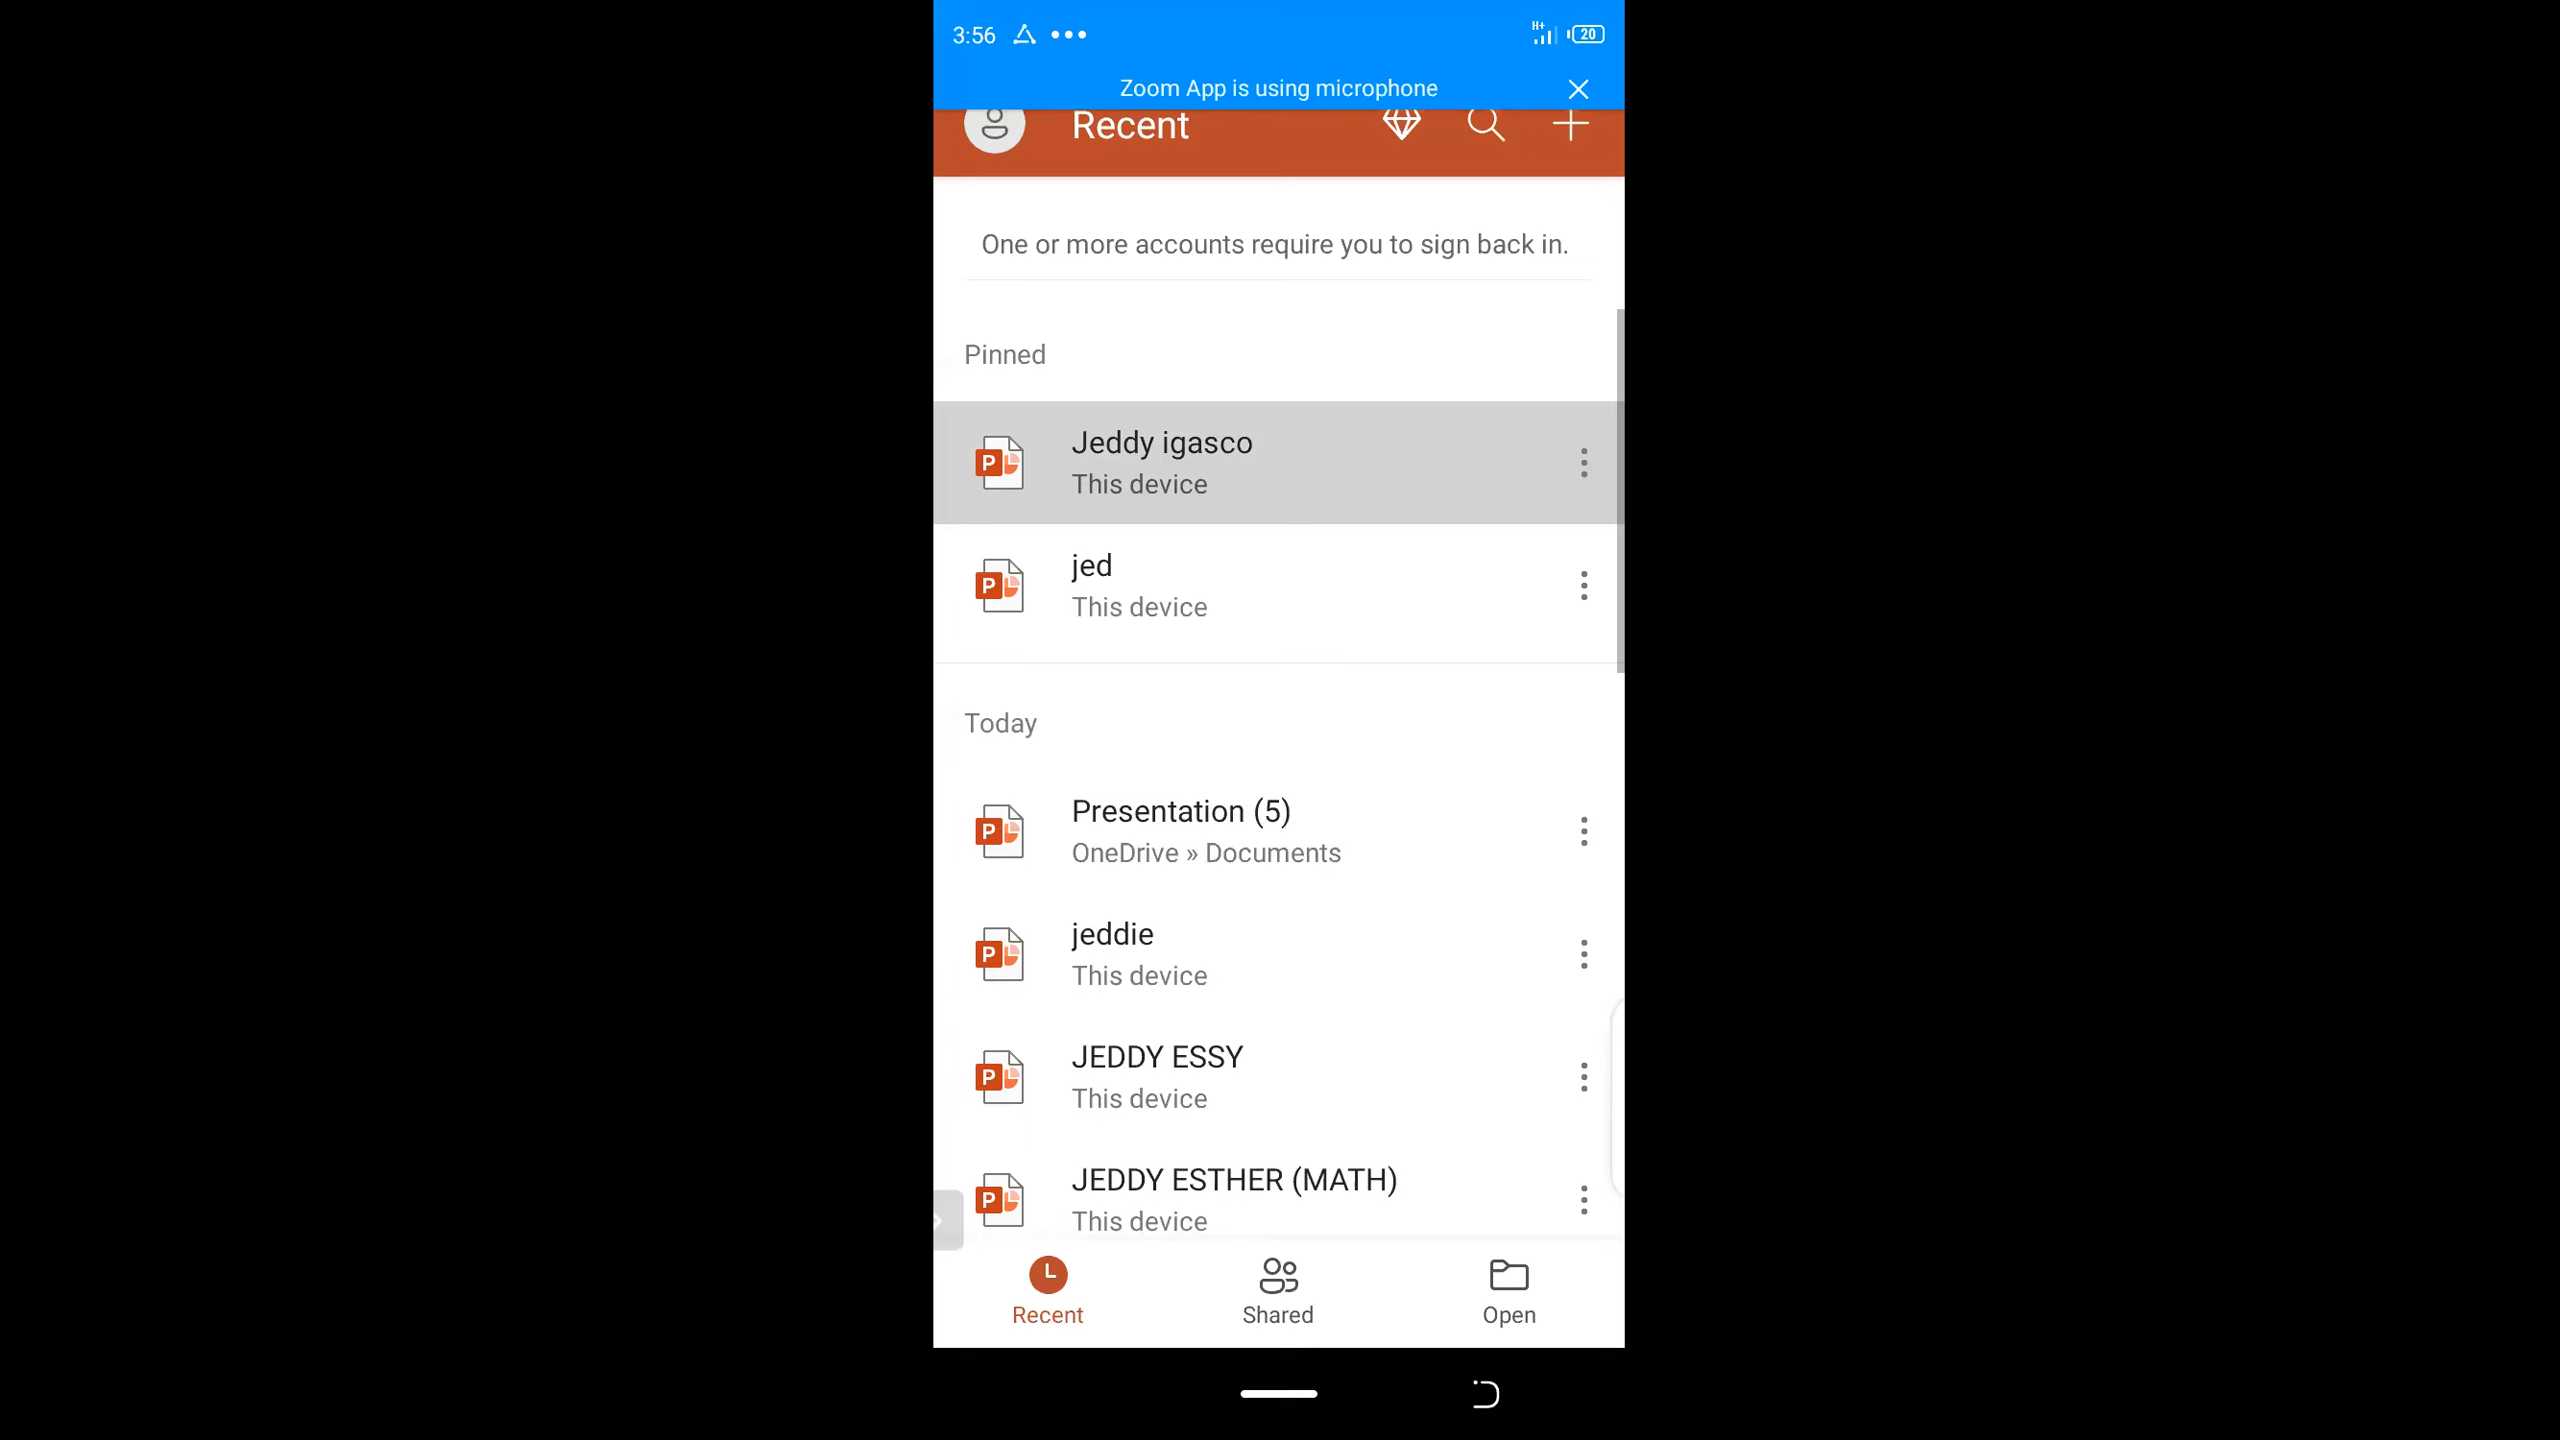 3:56
H+
20
Zoom App is using microphone
Recent
One or more accounts require you to sign back in.
Pinned
P
Jeddy igasco
This device
P
jed
This device
Today
P
Presentation (5)
OneDrive » Documents
P
jeddie
This device
P
JEDDY ESSY
This device
P
JEDDY ESTHER (MATH)
This device
Recent
Shared
Open